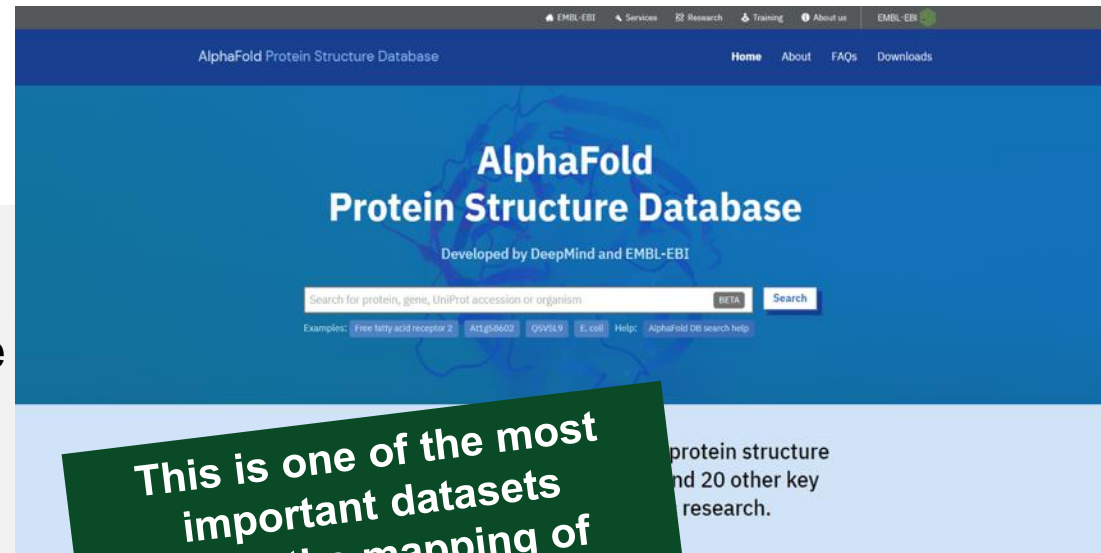 EMBL-EBI Services Research Training About us EMBL-EBI
AlphaFold Protein Structure Database
Home About FAQs Downloads
AlphaFold
Protein Structure Database
Developed by DeepMind and EMBL-EBI
Search for protein, gene, UniProt accession or organism BETA Search
Examples: Free fatty acid receptor 2 At1g58602 Q5VSL9 E. coli Help: AlphaFold DB search help
e
protein structure
nd 20 other key
research.
This is one of the most
important datasets
the mapping of